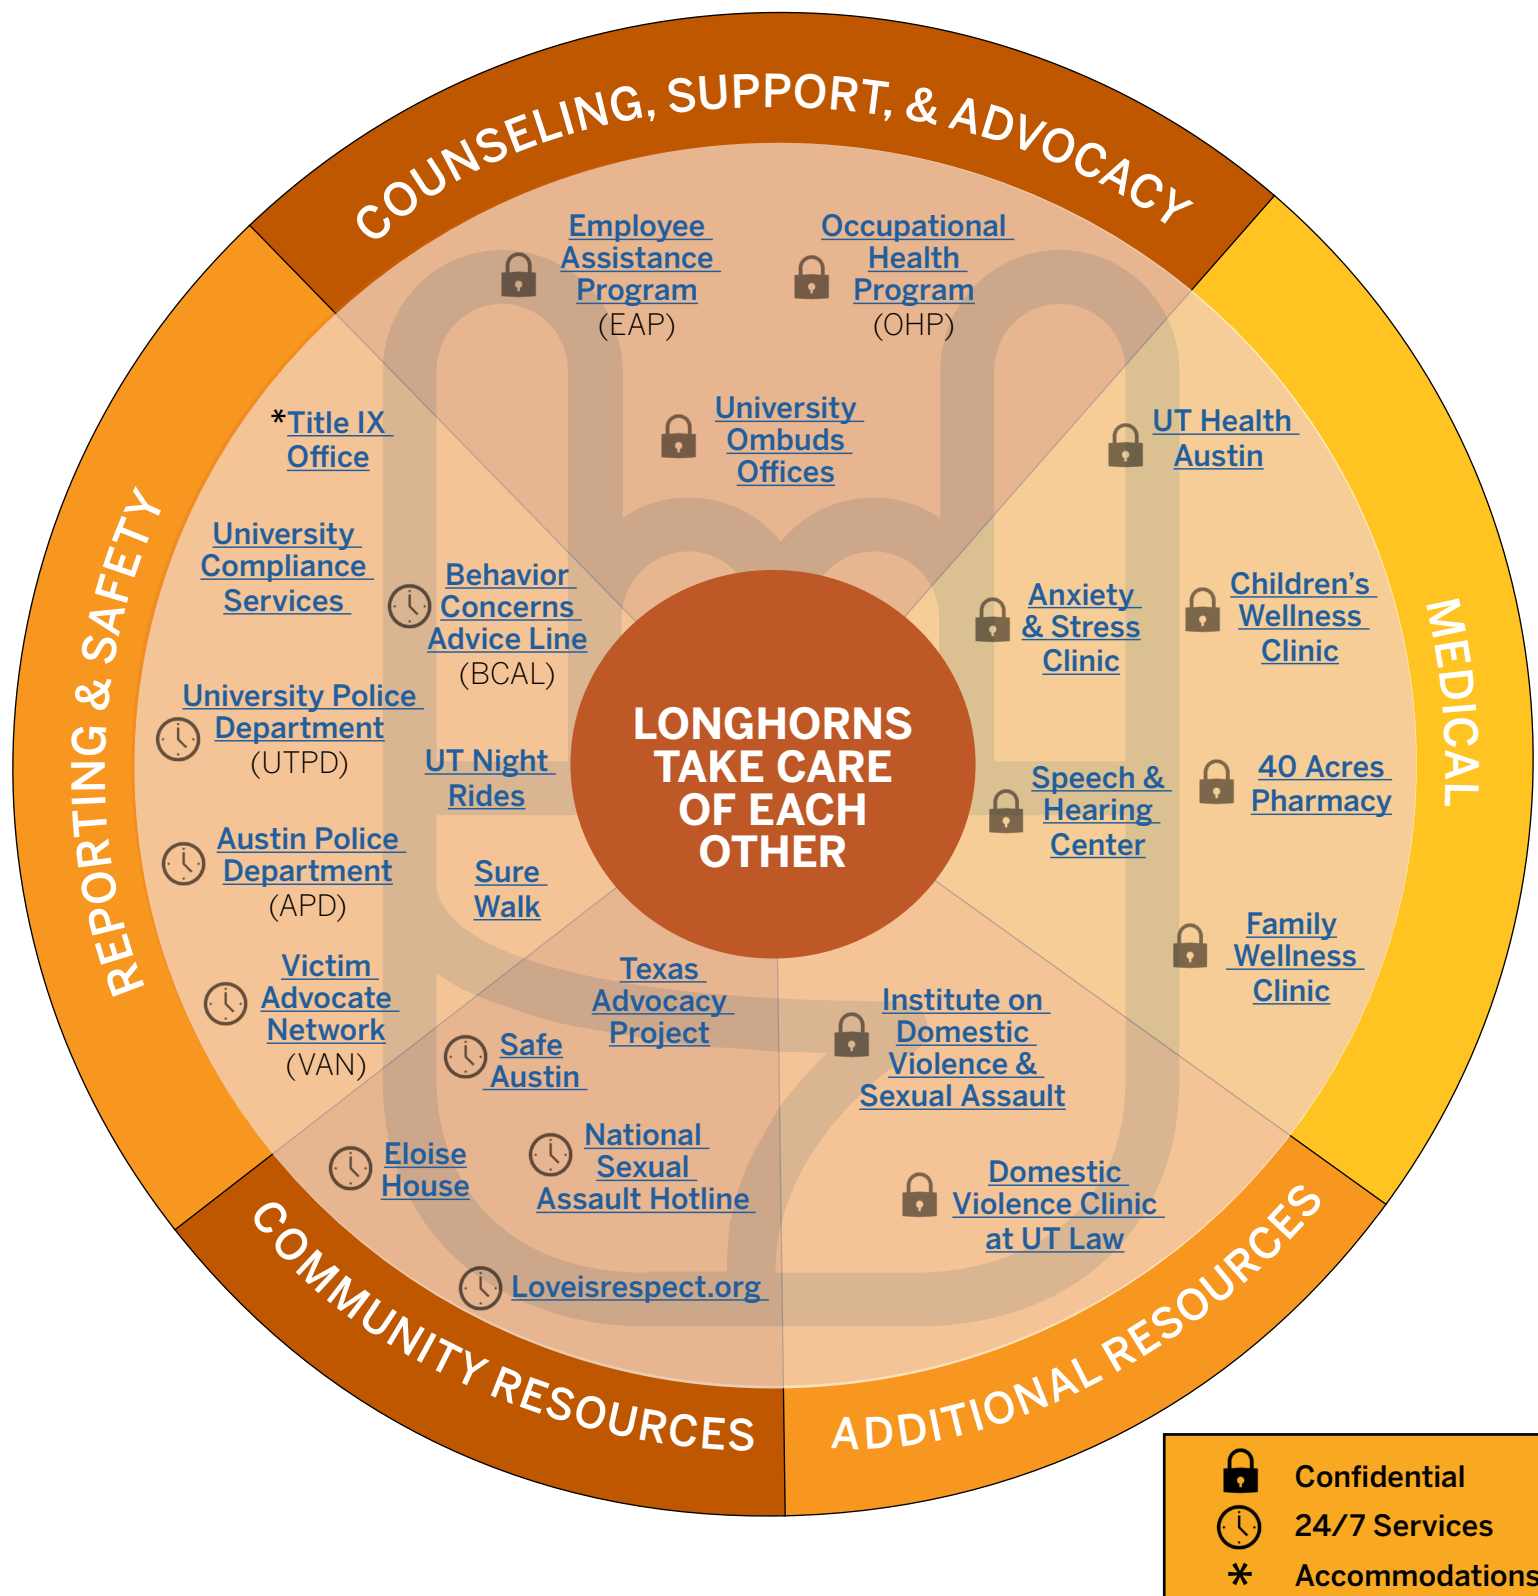 COUNSELING, SUPPORT, & ADVOCACY
Employee
Assistance
Program
(EAP)
Occupational
Health
Program
(OHP)
University
Ombuds
Offices
MEDICAL
UT Health
Austin
Anxiety
& Stress
Clinic
Children's
Wellness
Clinic
Speech &
Hearing
Center
40 Acres
Pharmacy
Family
Wellness
Clinic
ADDITIONAL RESOURCES
Institute on
Domestic
Violence &
Sexual Assault
Domestic
Violence Clinic
at UT Law
COMMUNITY RESOURCES
Texas
Advocacy
Project
Safe
Austin
National
Sexual
Assault Hotline
Eloise
House
Loveisrespect.org
REPORTING & SAFETY
*Title IX
Office
University
Compliance
Services
Behavior
Concerns
Advice Line
(BCAL)
University Police
Department
(UTPD)
UT Night
Rides
Austin Police
Department
(APD)
Sure
Walk
Victim
Advocate
Network
(VAN)
LONGHORNS
TAKE CARE
OF EACH
OTHER
Confidential
24/7 Services
* Accommodations